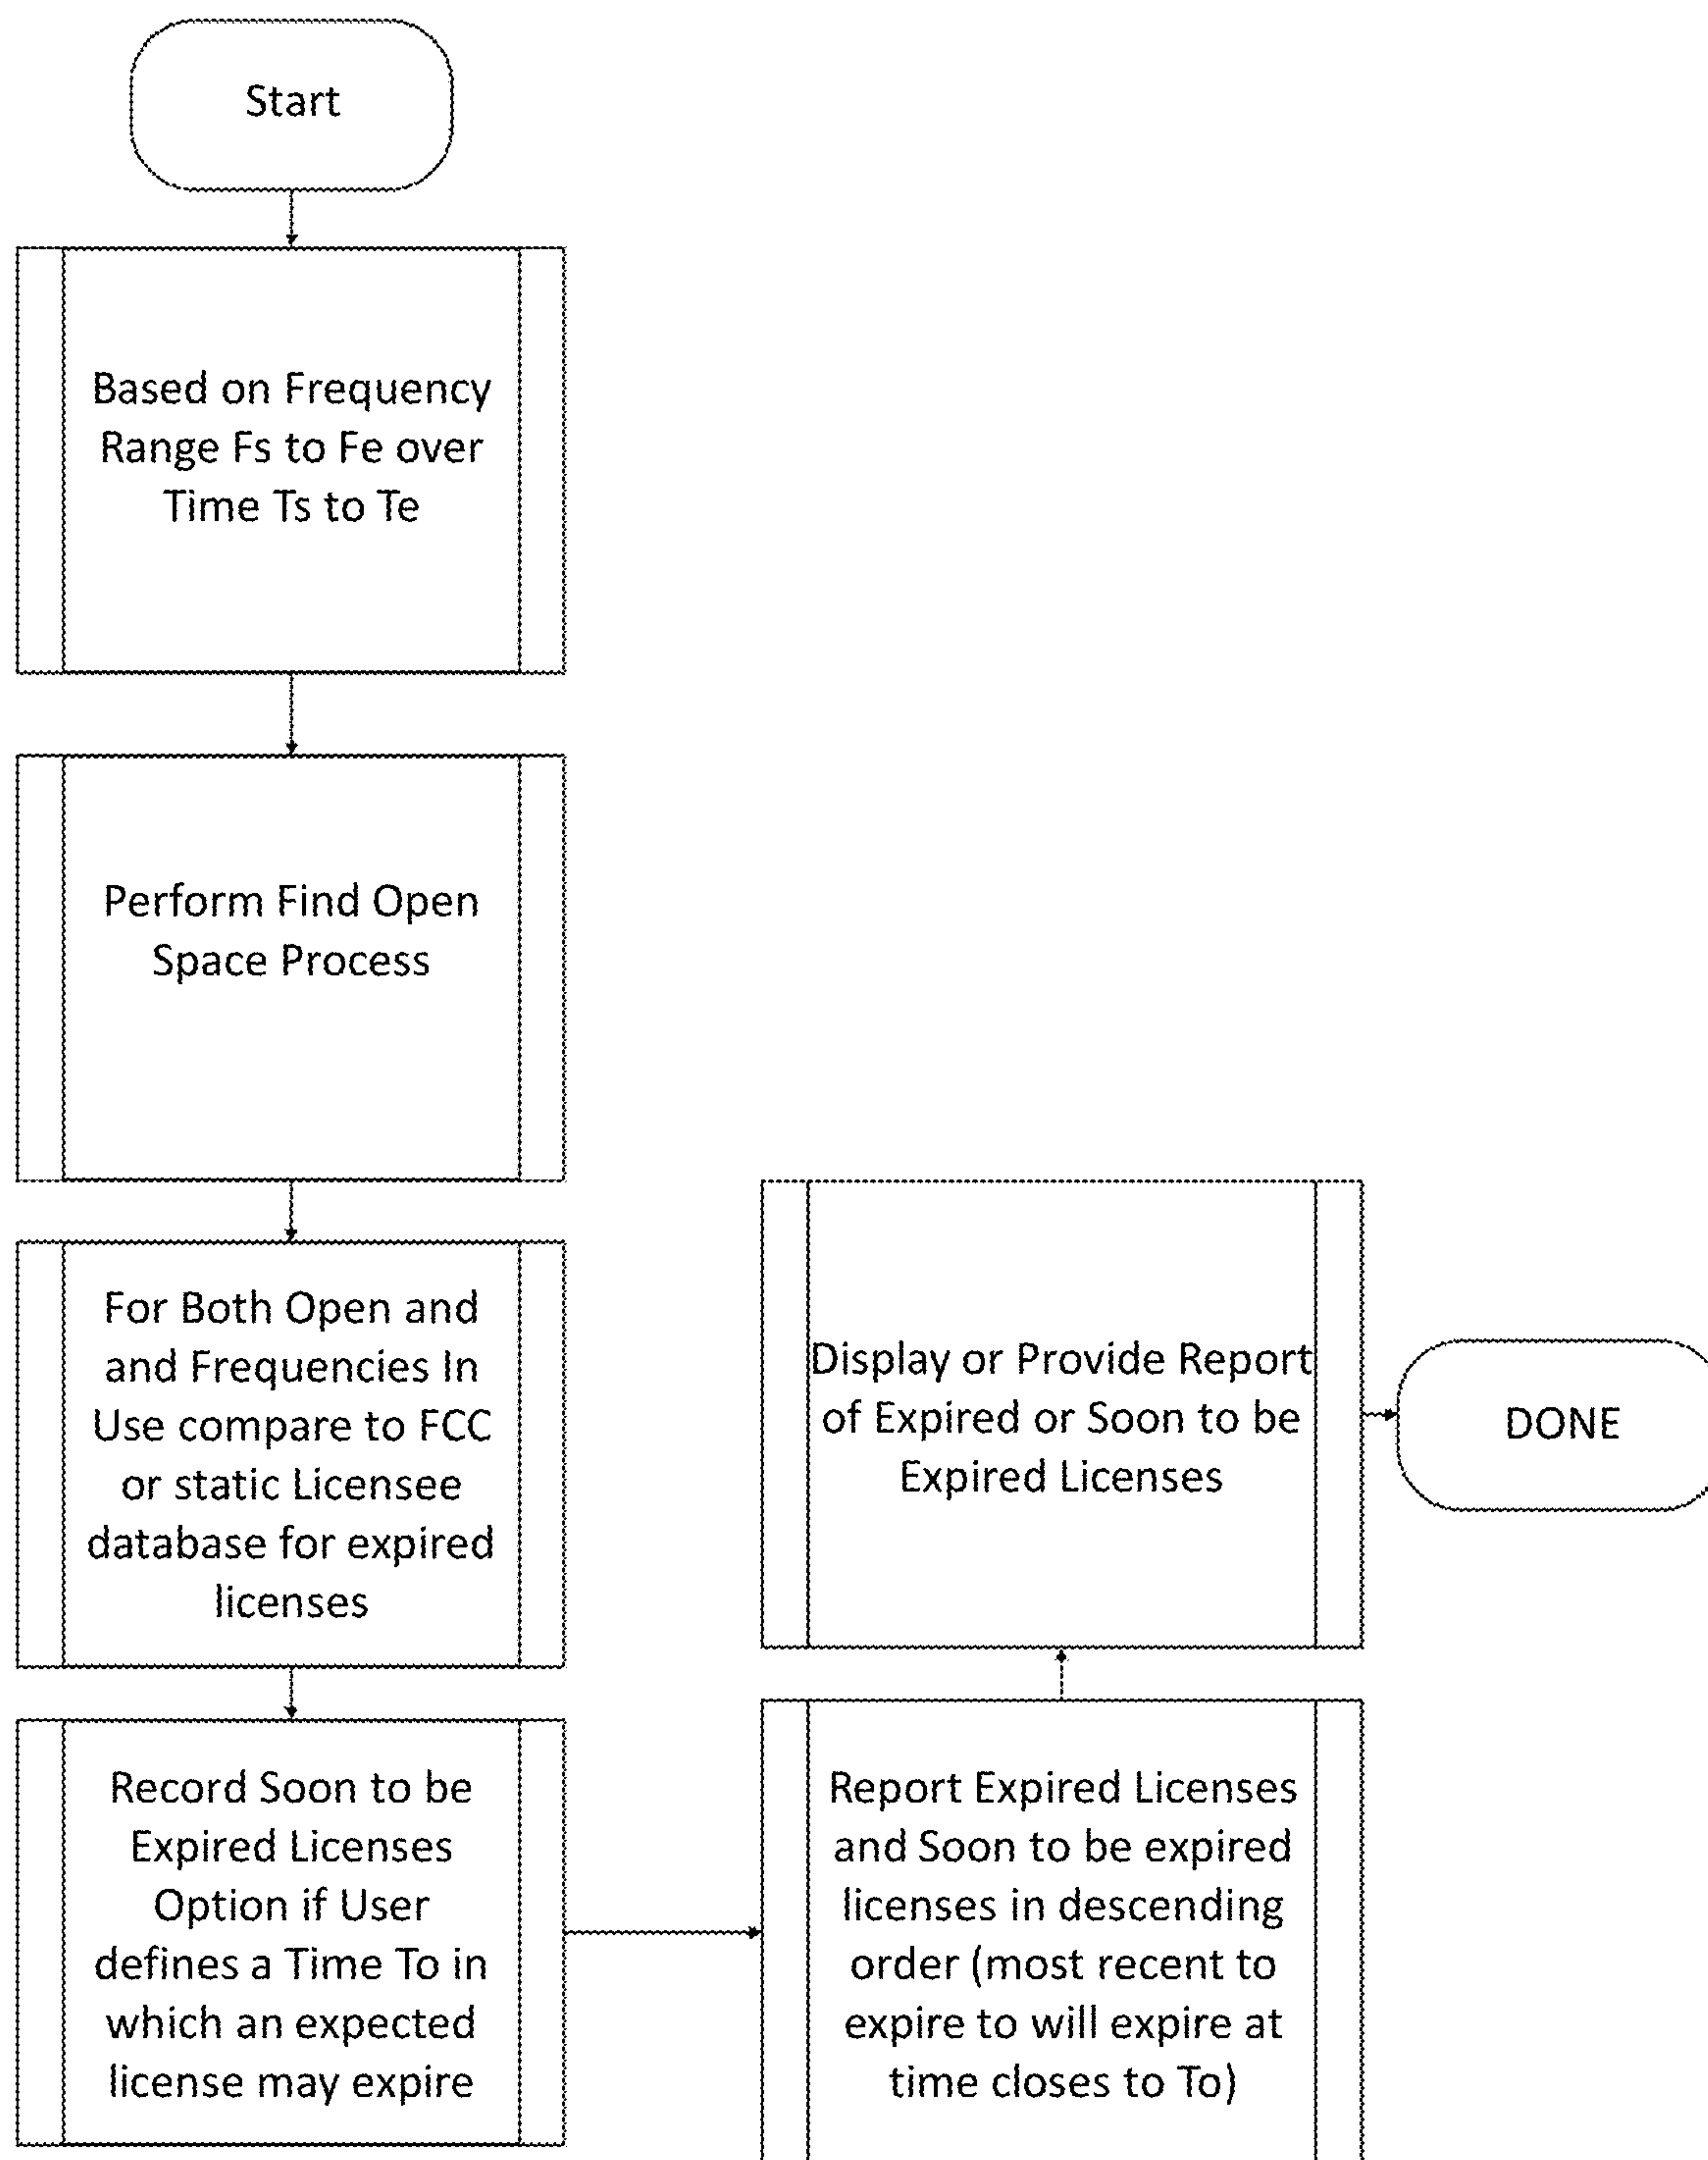 Start
Based on Frequency
Range Fs to Fe over
Time Ts to Te
Perform Find Open
Space Process
For Both Open and
and Frequencies In
Use compare to FCC
or static Licensee
database for expired
licenses
Record Soon to be
Expired Licenses
Option if User
defines a Time To in
which an expected
license may expire
Report Expired Licenses
and Soon to be expired
licenses in descending
order (most recent to
expire to will expire at
time closes to To)
Display or Provide Report
of Expired or Soon to be
Expired Licenses
DONE